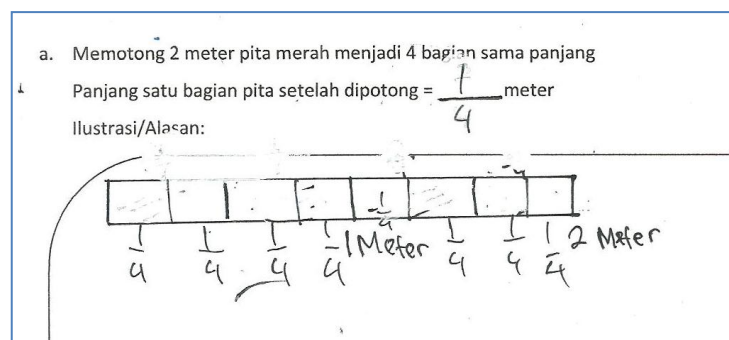 a. Memotong 2 meter pita merah menjadi 4 bagian sama panjang
Panjang satu bagian pita setelah dipotong = 1/4 meter
Ilustrasi/Alasan:
1/4
1/4 1/4 1/4 1/4 1 Meter 1/4 1/4 1/4 2 Meter